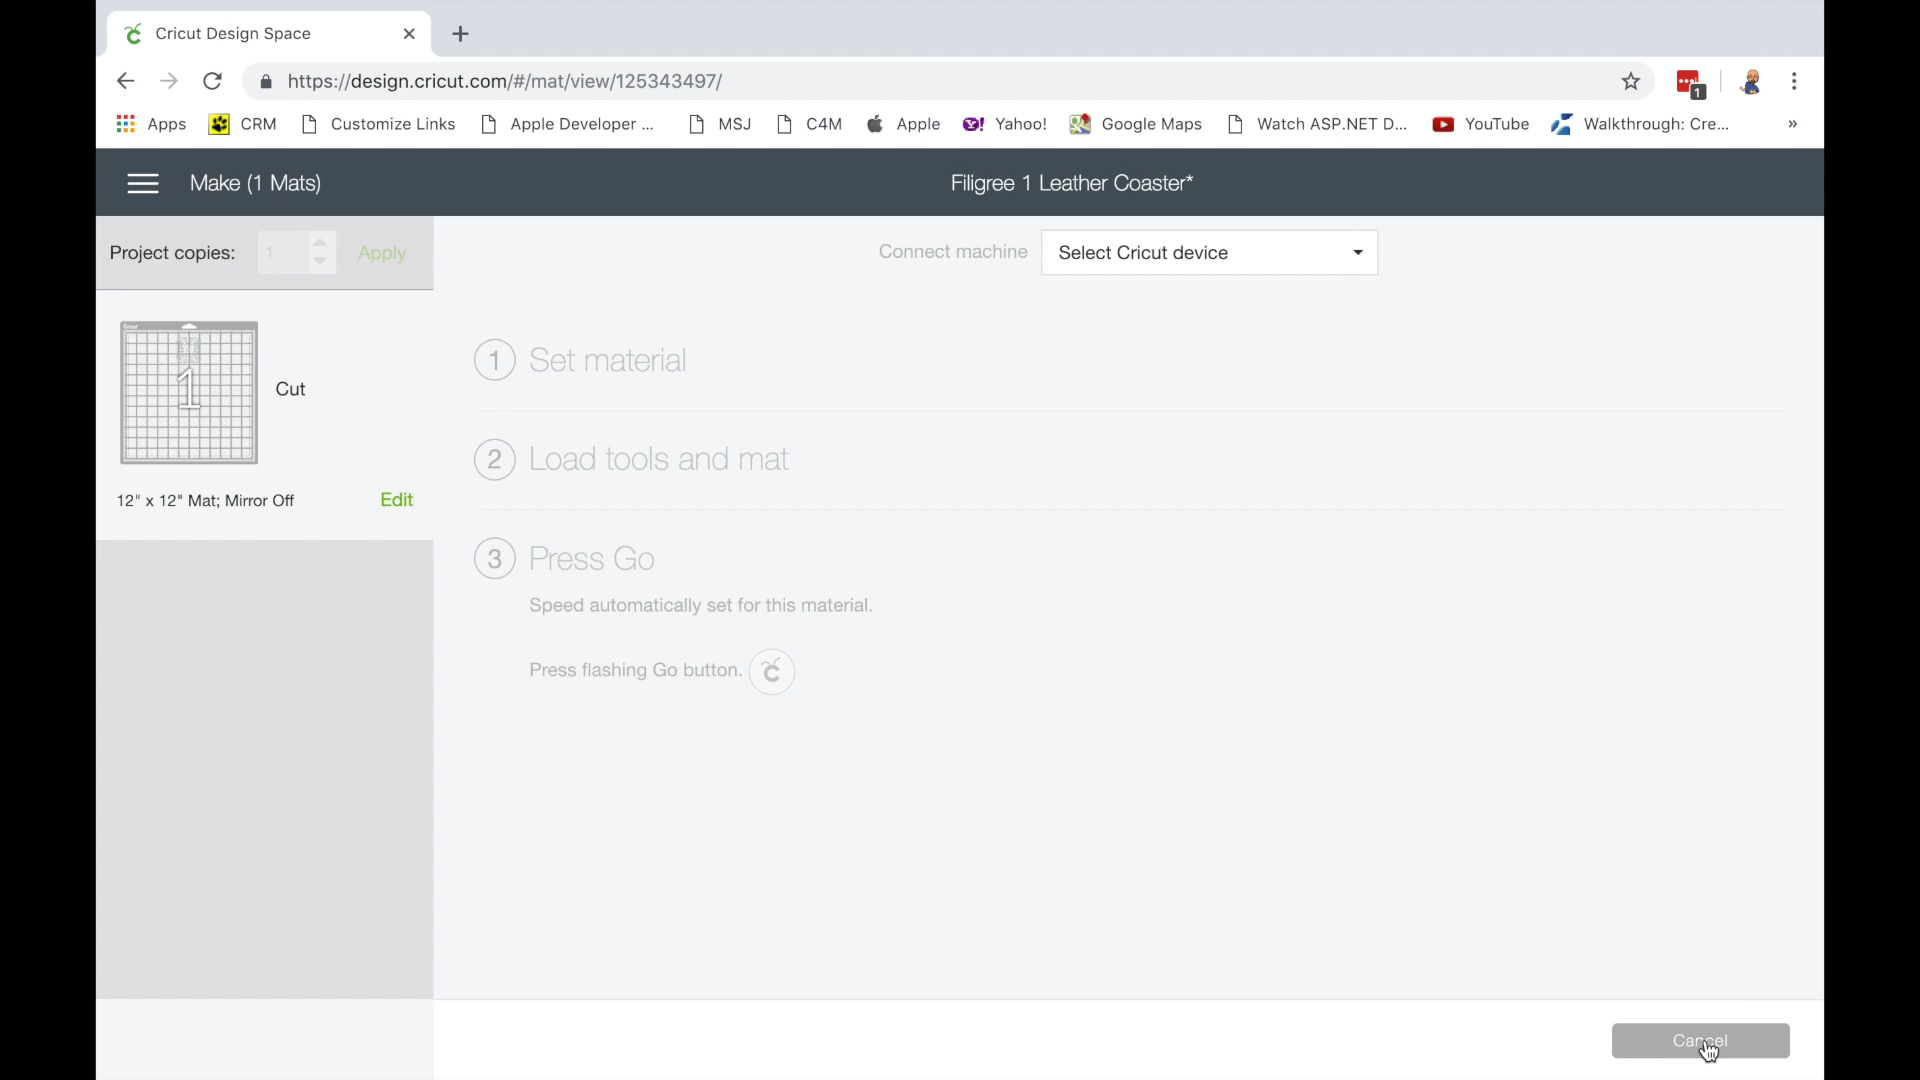 Cricut Design Space
https://design.cricut.com/#/mat/view/125343497/
1
Apps CRM Customize Links Apple Developer ... MSJ C4M Apple Yahoo! Google Maps Watch ASP.NET D... YouTube Walkthrough: Cre... »
Make (1 Mats) Filigree 1 Leather Coaster*
Project copies: 1 Apply Connect machine Select Cricut device
Cricut
1
Cut
12" x 12" Mat; Mirror Off Edit
1 Set material
2 Load tools and mat
3 Press Go
Speed automatically set for this material.
Press flashing Go button.
Cancel